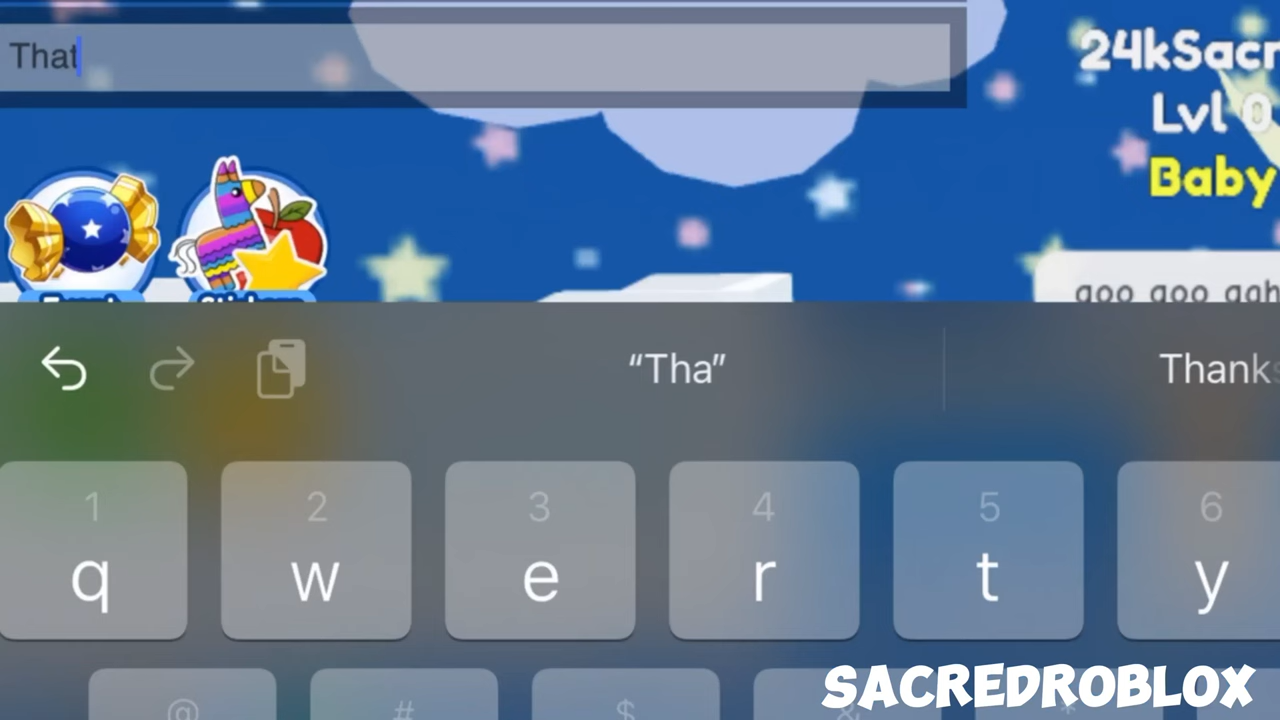 That
24kSacr
Lvl 0
Baby
goo goo gah
“Tha”
Thanks
1 2 3 4 5 6
q w e r t y
@ # $ & *
SACREDROBLOX